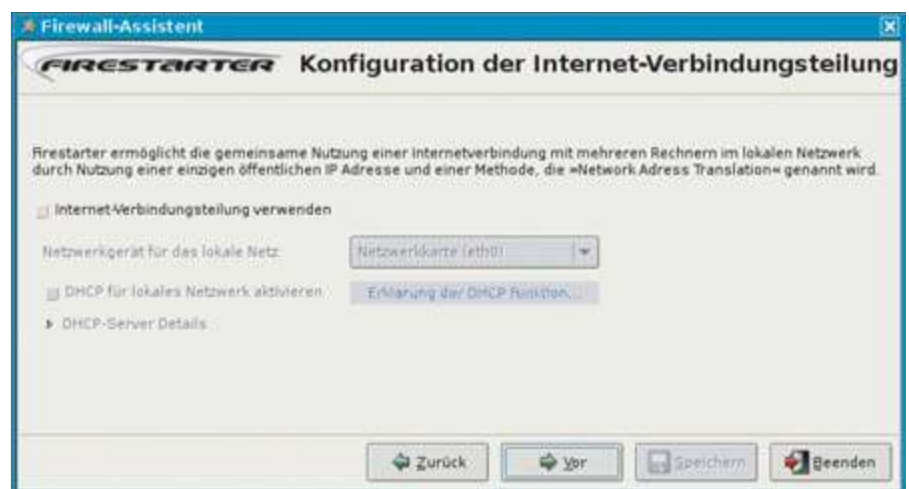 Firewall-Assistent
FIRESTARTER Konfiguration der Internet-Verbindungsteilung
Firestarter ermöglicht die gemeinsame Nutzung einer Internetverbindung mit mehreren Rechnern im lokalen Netzwerk
durch Nutzung einer einzigen öffentlichen IP Adresse und einer Methode, die »Network Adress Translation« genannt wird.
Internet-Verbindungsteilung verwenden
Netzwerkgerät für das lokale Netz Netzwerkkarte (eth0)
DHCP für lokales Netzwerk aktivieren Erklärung der DHCP Funktion...
DHCP-Server Details
Zurück Vor Speichern Beenden